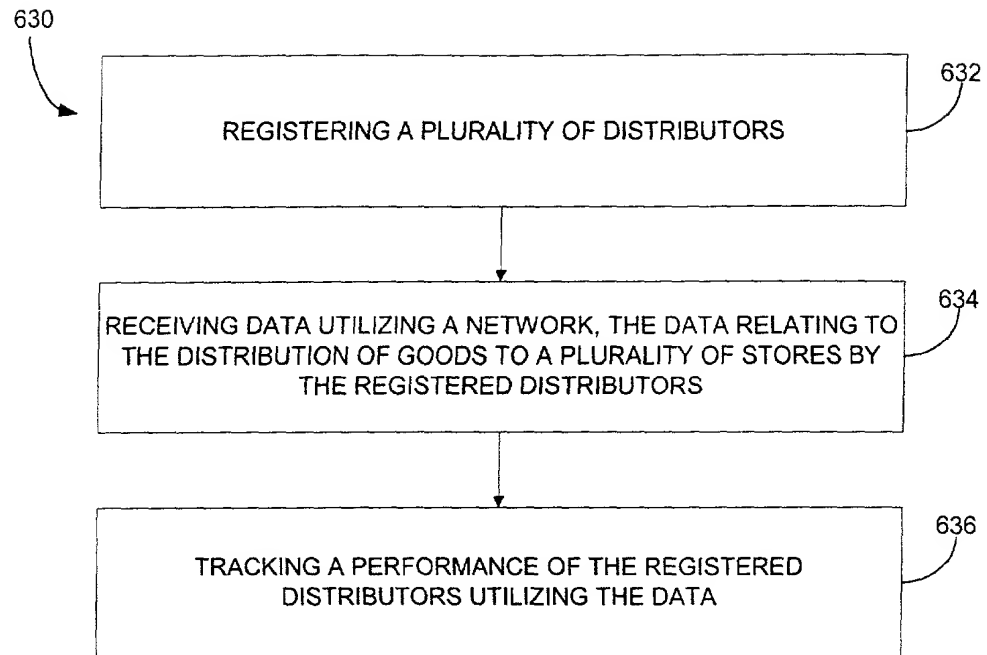 630
632
REGISTERING A PLURALITY OF DISTRIBUTORS
634
RECEIVING DATA UTILIZING A NETWORK, THE DATA RELATING TO
THE DISTRIBUTION OF GOODS TO A PLURALITY OF STORES BY
THE REGISTERED DISTRIBUTORS
636
TRACKING A PERFORMANCE OF THE REGISTERED
DISTRIBUTORS UTILIZING THE DATA